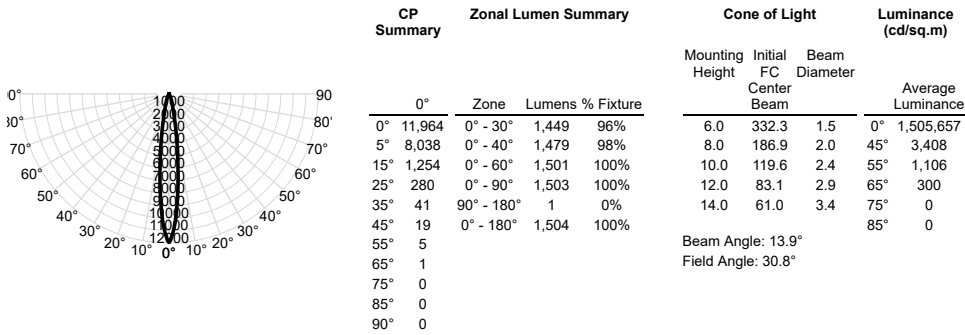 CP Summary
Zonal Lumen Summary
Cone of Light
Luminance (cd/sq.m)
0°
90
80°
80°
70°
70°
60°
60°
50°
50°
40°
40°
30°
30°
20°
20°
10°
10°
0°
1000
2000
3000
4000
5000
6000
7000
8000
9000
10000
11000
12000
0°
0° 11,964
5° 8,038
15° 1,254
25° 280
35° 41
45° 19
55° 5
65° 1
75° 0
85° 0
90° 0
Zone Lumens % Fixture
0° - 30° 1,449 96%
0° - 40° 1,479 98%
0° - 60° 1,501 100%
0° - 90° 1,503 100%
90° - 180° 1 0%
0° - 180° 1,504 100%
Mounting Height
Initial FC Center Beam
Beam Diameter
6.0 332.3 1.5
8.0 186.9 2.0
10.0 119.6 2.4
12.0 83.1 2.9
14.0 61.0 3.4
Beam Angle: 13.9°
Field Angle: 30.8°
Average Luminance
0° 1,505,657
45° 3,408
55° 1,106
65° 300
75° 0
85° 0